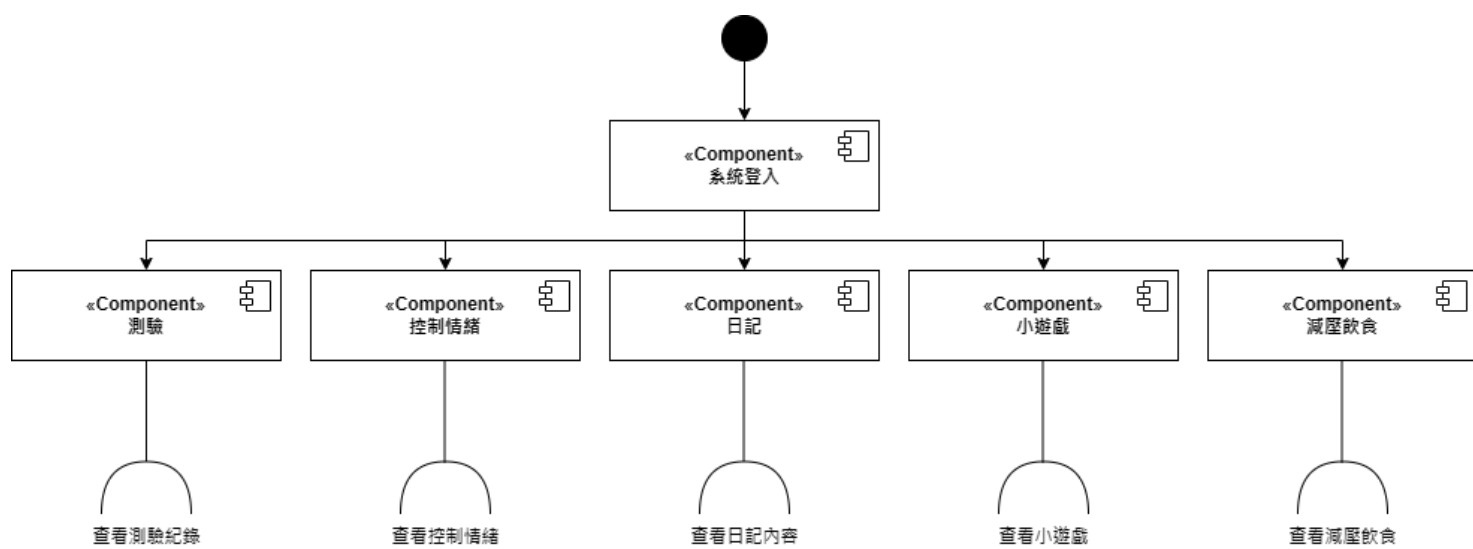 «Component»
系統登入
«Component»
測驗
«Component»
控制情緒
«Component»
日記
«Component»
小遊戲
«Component»
減壓飲食
查看測驗紀錄
查看控制情緒
查看日記內容
查看小遊戲
查看減壓飲食